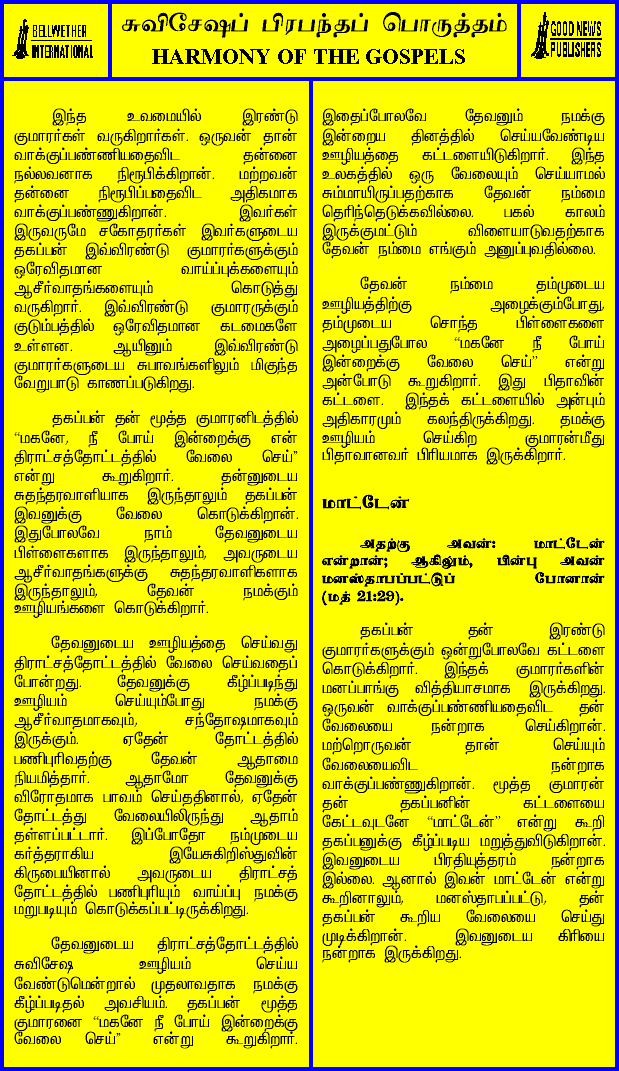 BELLWETHER
INTERNATIONAL
சுவிசேஷப் பிரபந்தப் பொருத்தம்
HARMONY OF THE GOSPELS
GOOD NEWS
PUBLISHERS
இந்த உவமையில் இரண்டு
குமாரர்கள் வருகிறார்கள். ஒருவன் தான்
வாக்குப்பண்ணியதைவிட தன்னை
நல்லவனாக நிரூபிக்கிறான். மற்றவன்
தன்னை நிரூபிப்பதைவிட அதிகமாக
வாக்குப்பண்ணுகிறான். இவர்கள்
இருவருமே சகோதரர்கள் இவர்களுடைய
தகப்பன் இவ்விரண்டு குமாரர்களுக்கும்
ஒரேவிதமான வாய்ப்புக்களையும்
ஆசீர்வாதங்களையும் கொடுத்து
வருகிறார். இவ்விரண்டு குமாரருக்கும்
குடும்பத்தில் ஒரேவிதமான கடமைகளே
உள்ளன. ஆயினும் இவ்விரண்டு
குமாரர்களுடைய சுபாவங்களிலும் மிகுந்த
வேறுபாடு காணப்படுகிறது.
தகப்பன் தன் மூத்த குமாரனிடத்தில்
“மகனே, நீ போய் இன்றைக்கு என்
திராட்சத்தோட்டத்தில் வேலை செய்”
என்று கூறுகிறார். தன்னுடைய
சுதந்தரவாளியாக இருந்தாலும் தகப்பன்
இவனுக்கு வேலை கொடுக்கிறான்.
இதுபோலவே நாம் தேவனுடைய
பிள்ளைகளாக இருந்தாலும், அவருடைய
ஆசீர்வாதங்களுக்கு சுதந்தரவாளிகளாக
இருந்தாலும், தேவன் நமக்கும்
ஊழியங்களை கொடுக்கிறார்.
தேவனுடைய ஊழியத்தை செய்வது
திராட்சத்தோட்டத்தில் வேலை செய்வதைப்
போன்றது. தேவனுக்கு கீழ்ப்படிந்து
ஊழியம் செய்யும்போது நமக்கு
ஆசீர்வாதமாகவும், சந்தோஷமாகவும்
இருக்கும். ஏதேன் தோட்டத்தில்
பணிபுரிவதற்கு தேவன் ஆதாமை
நியமித்தார். ஆதாமோ தேவனுக்கு
விரோதமாக பாவம் செய்ததினால், ஏதேன்
தோட்டத்து வேலையிலிருந்து ஆதாம்
தள்ளப்பட்டார். இப்போதோ நம்முடைய
கர்த்தராகிய இயேசுகிறிஸ்துவின்
கிருபையினால் அவருடைய திராட்சத்
தோட்டத்தில் பணிபுரியும் வாய்ப்பு நமக்கு
மறுபடியும் கொடுக்கப்பட்டிருக்கிறது.
தேவனுடைய திராட்சத்தோட்டத்தில்
சுவிசேஷ ஊழியம் செய்ய
வேண்டுமென்றால் முதலாவதாக நமக்கு
கீழ்ப்படிதல் அவசியம். தகப்பன் மூத்த
குமாரனை “மகனே நீ போய் இன்றைக்கு
வேலை செய்” என்று கூறுகிறார்.
இதைப்போலவே தேவனும் நமக்கு
இன்றைய தினத்தில் செய்யவேண்டிய
ஊழியத்தை கட்டளையிடுகிறார். இந்த
உலகத்தில் ஒரு வேலையும் செய்யாமல்
சும்மாயிருப்பதற்காக தேவன் நம்மை
தெரிந்தெடுக்கவில்லை. பகல் காலம்
இருக்குமட்டும் விளையாடுவதற்காக
தேவன் நம்மை எங்கும் அனுப்புவதில்லை.
தேவன் நம்மை தம்முடைய
ஊழியத்திற்கு அழைக்கும்போது,
தம்முடைய சொந்த பிள்ளைகளை
அழைப்பதுபோல “மகனே நீ போய்
இன்றைக்கு வேலை செய்” என்று
அன்போடு கூறுகிறார். இது பிதாவின்
கட்டளை. இந்தக் கட்டளையில் அன்பும்
அதிகாரமும் கலந்திருக்கிறது. தமக்கு
ஊழியம் செய்கிற குமாரன்மீது
பிதாவானவர் பிரியமாக இருக்கிறார்.
மாட்டேன்
அதற்கு அவன்: மாட்டேன்
என்றான்; ஆகிலும், பின்பு அவன்
மனஸ்தாபப்பட்டுப் போனான்
(மத் 21:29).
தகப்பன் தன் இரண்டு
குமாரர்களுக்கும் ஒன்றுபோலவே கட்டளை
கொடுக்கிறார். இந்தக் குமாரர்களின்
மனப்பாங்கு வித்தியாசமாக இருக்கிறது.
ஒருவன் வாக்குப்பண்ணியதைவிட தன்
வேலையை நன்றாக செய்கிறான்.
மற்றொருவன் தான் செய்யும்
வேலையைவிட நன்றாக
வாக்குப்பண்ணுகிறான். மூத்த குமாரன்
தன் தகப்பனின் கட்டளையை
கேட்டவுடனே “மாட்டேன்” என்று கூறி
தகப்பனுக்கு கீழ்ப்படிய மறுத்துவிடுகிறான்.
இவனுடைய பிரதியுத்தரம் நன்றாக
இல்லை. ஆனால் இவன் மாட்டேன் என்று
கூறினாலும், மனஸ்தாபப்பட்டு, தன்
தகப்பன் கூறிய வேலையை செய்து
முடிக்கிறான். இவனுடைய கிரியை
நன்றாக இருக்கிறது.